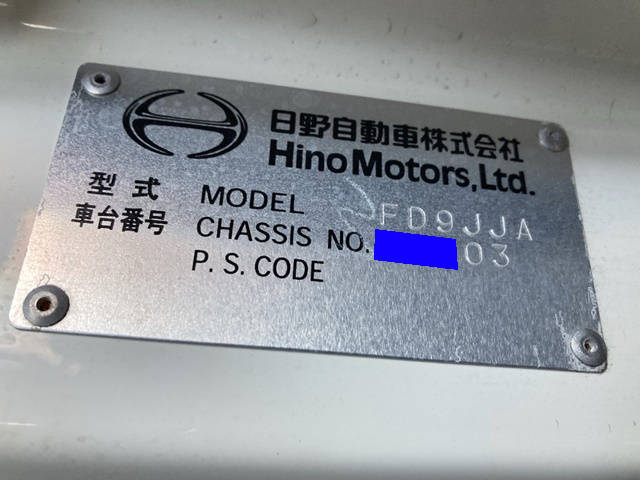 日野自動車株式会社
Hino Motors, Ltd.
型式 MODEL FD9JJA
車台番号 CHASSIS NO. 03
P. S. CODE